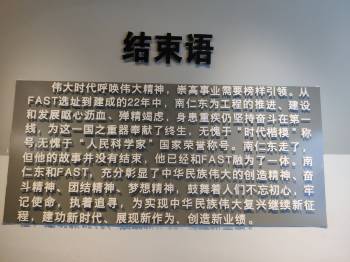 结束语
伟大时代呼唤伟大精神，崇高事业需要榜样引领。从
FAST选址到建成的22年中，南仁东为工程的推进、建设
和发展呕心沥血、殚精竭虑，身患重疾仍坚持奋斗在第一
线，为这一国之重器奉献了终生，无愧于“时代楷模”称
号,无愧于“人民科学家”国家荣誉称号。南仁东走了，
但他的故事并没有结束，他已经和FAST融为了一体。南
仁东和FAST，充分彰显了中华民族伟大的创造精神、奋
斗精神、团结精神、梦想精神，鼓舞着人们不忘初心，牢
记使命，执着追寻，为实现中华民族伟大复兴继续新征
程，建功新时代、展现新作为、创造新业绩。